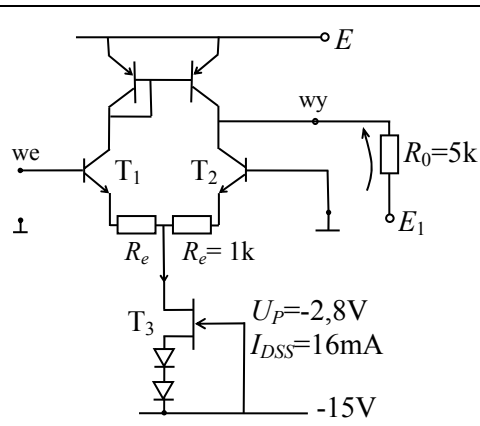 E
wy
we
T1 T2
R0=5k
E1
Re Re= 1k
T3
UP=-2,8V
IDSS=16mA
-15V